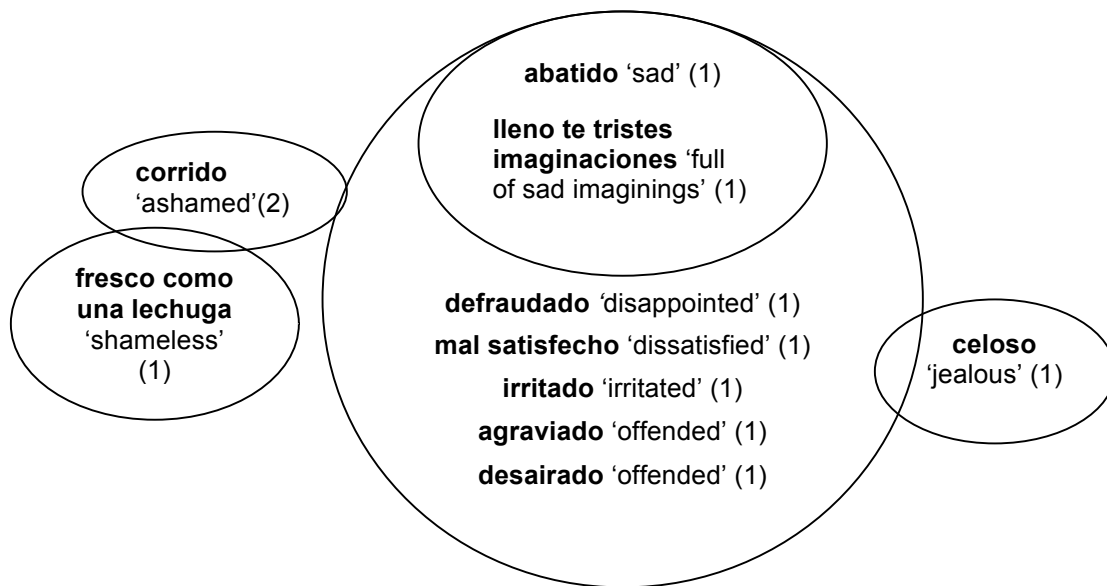 abatido ‘sad’ (1)
lleno te tristes
imaginaciones ‘full
of sad imaginings’ (1)
corrido
‘ashamed’(2)
fresco como
una lechuga
‘shameless’
(1)
defraudado ‘disappointed’ (1)
mal satisfecho ‘dissatisfied’ (1)
irritado ‘irritated’ (1)
agraviado ‘offended’ (1)
desairado ‘offended’ (1)
celoso
‘jealous’ (1)